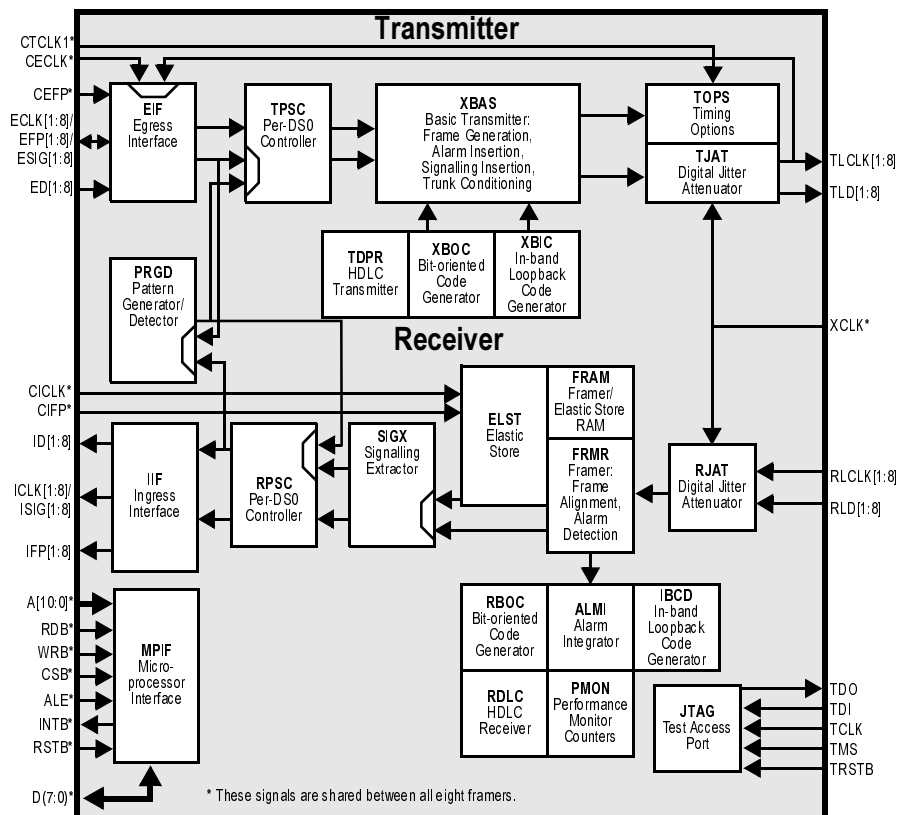 Transmitter
CTCLK1*
CECLK*
CEFP*
ECLK[1:8]/
EFP[1:8]/
ESIG[1:8]
ED[1:8]
EIF
Egress
Interface
TPSC
Per-DS0
Controller
XBAS
Basic Transmitter:
Frame Generation,
Alarm Insertion,
Signalling Insertion,
Trunk Conditioning
TOPS
Timing
Options
TJAT
Digital Jitter
Attenuator
TLCLK[1:8]
TLD[1:8]
TDPR
HDLC
Transmitter
XBOC
Bit-oriented
Code
Generator
XBIC
In-band
Loopback
Code
Generator
PRGD
Pattern
Generator/
Detector
Receiver
XCLK*
CICLK*
CIFP*
ID[1:8]
ICLK[1:8]/
ISIG[1:8]
IFP[1:8]
IIF
Ingress
Interface
RPSC
Per-DS0
Controller
SIGX
Signalling
Extractor
ELST
Elastic
Store
FRAM
Framer/
Elastic Store
RAM
FRMR
Framer:
Frame
Alignment,
Alarm
Detection
RJAT
Digital Jitter
Attenuator
RLCLK[1:8]
RLD[1:8]
A[10:0]*
RDB*
WRB*
CSB*
ALE*
INTB*
RSTB*
D(7:0)*
MPIF
Micro-
processor
Interface
RBOC
Bit-oriented
Code
Generator
ALMI
Alarm
Integrator
IBCD
In-band
Loopback
Code
Generator
RDLC
HDLC
Receiver
PMON
Performance
Monitor
Counters
JTAG
Test Access
Port
TDO
TDI
TCLK
TMS
TRSTB
* These signals are shared between all eight framers.